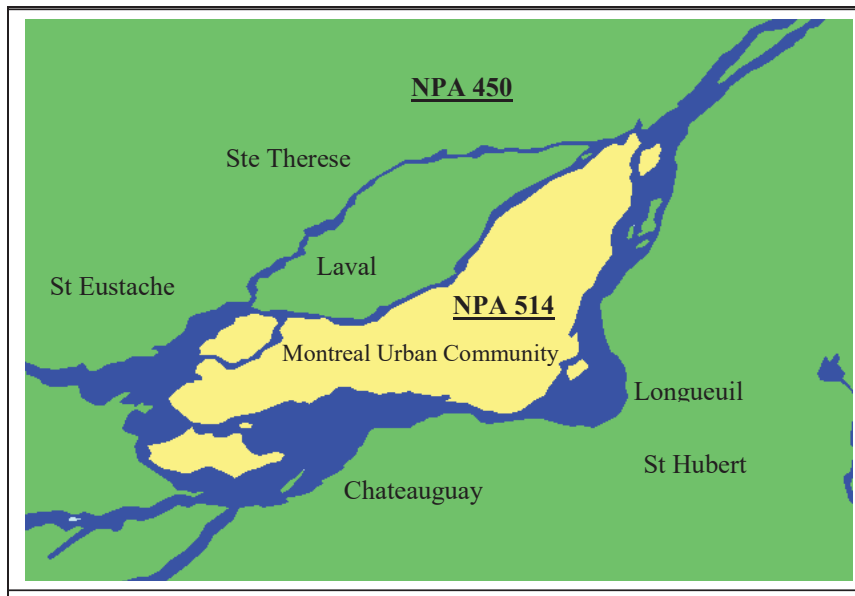 NPA 450
Ste Therese
Laval
St Eustache
NPA 514
Montreal Urban Community
Longueuil
St Hubert
Chateauguay